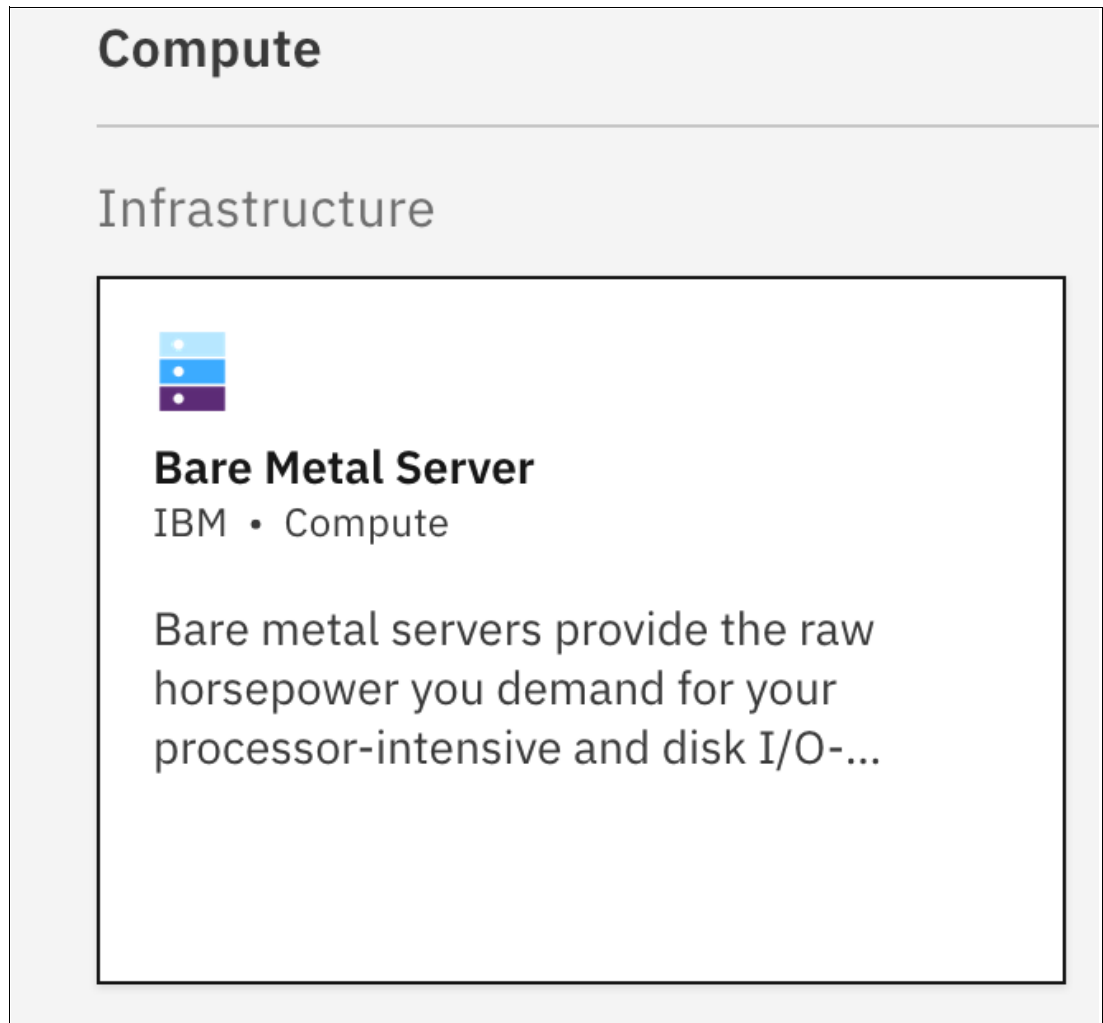 Compute
Infrastructure
Bare Metal Server
IBM • Compute
Bare metal servers provide the raw
horsepower you demand for your
processor-intensive and disk I/O-...